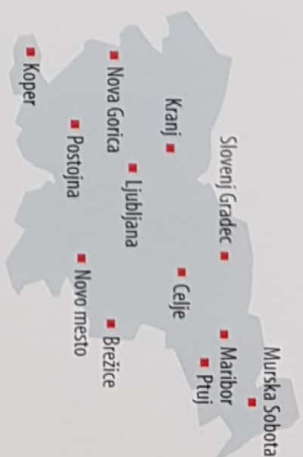 Murska Sobota
Slovenj Gradec
Maribor
Ptuj
Kranj
Celje
Ljubljana
Nova Gorica
Brežice
Postojna
Novo mesto
Koper